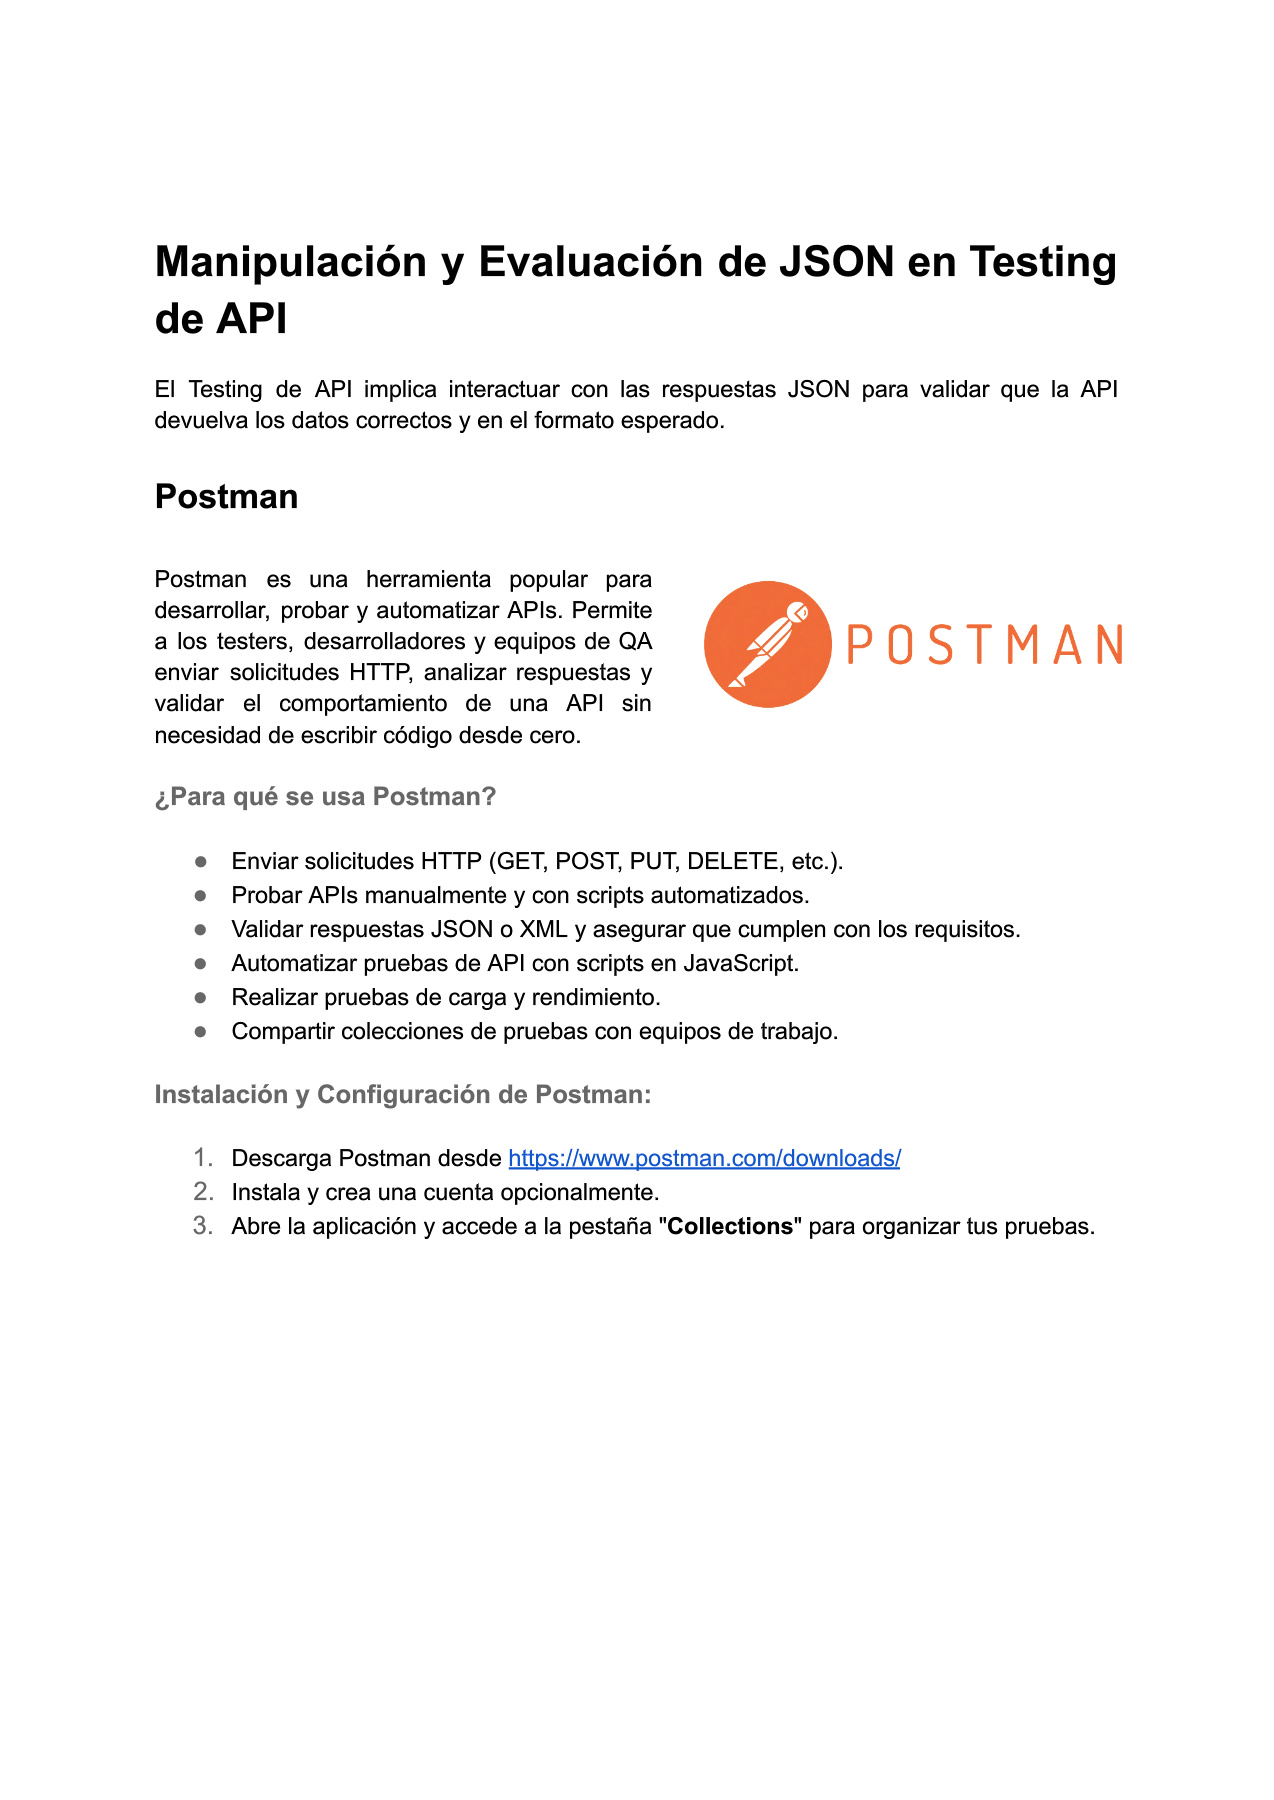 Manipulación y Evaluación de JSON en Testing
de API
El Testing de API implica interactuar con las respuestas JSON para validar que la API
devuelva los datos correctos y en el formato esperado.
Postman
Postman es una herramienta popular para
desarrollar, probar y automatizar APIs. Permite
a los testers, desarrolladores y equipos de QA
enviar solicitudes HTTP, analizar respuestas y
validar el comportamiento de una API sin
necesidad de escribir código desde cero.
POSTMAN
¿Para qué se usa Postman?
● Enviar solicitudes HTTP (GET, POST, PUT, DELETE, etc.).
● Probar APIs manualmente y con scripts automatizados.
● Validar respuestas JSON o XML y asegurar que cumplen con los requisitos.
● Automatizar pruebas de API con scripts en JavaScript.
● Realizar pruebas de carga y rendimiento.
● Compartir colecciones de pruebas con equipos de trabajo.
Instalación y Configuración de Postman:
1. Descarga Postman desde https://www.postman.com/downloads/
2. Instala y crea una cuenta opcionalmente.
3. Abre la aplicación y accede a la pestaña "Collections" para organizar tus pruebas.